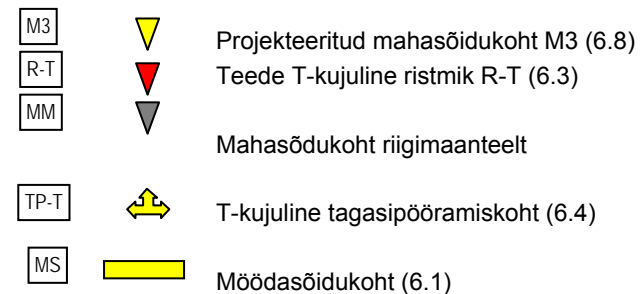 M3 Projekteeritud mahasõidukoht M3 (6.8)
R-T Teede T-kujuline ristmik R-T (6.3)
MM Mahasõdukoht riigimaanteelt
TP-T T-kujuline tagasipööramiskoht (6.4)
MS Möödasõidukoht (6.1)